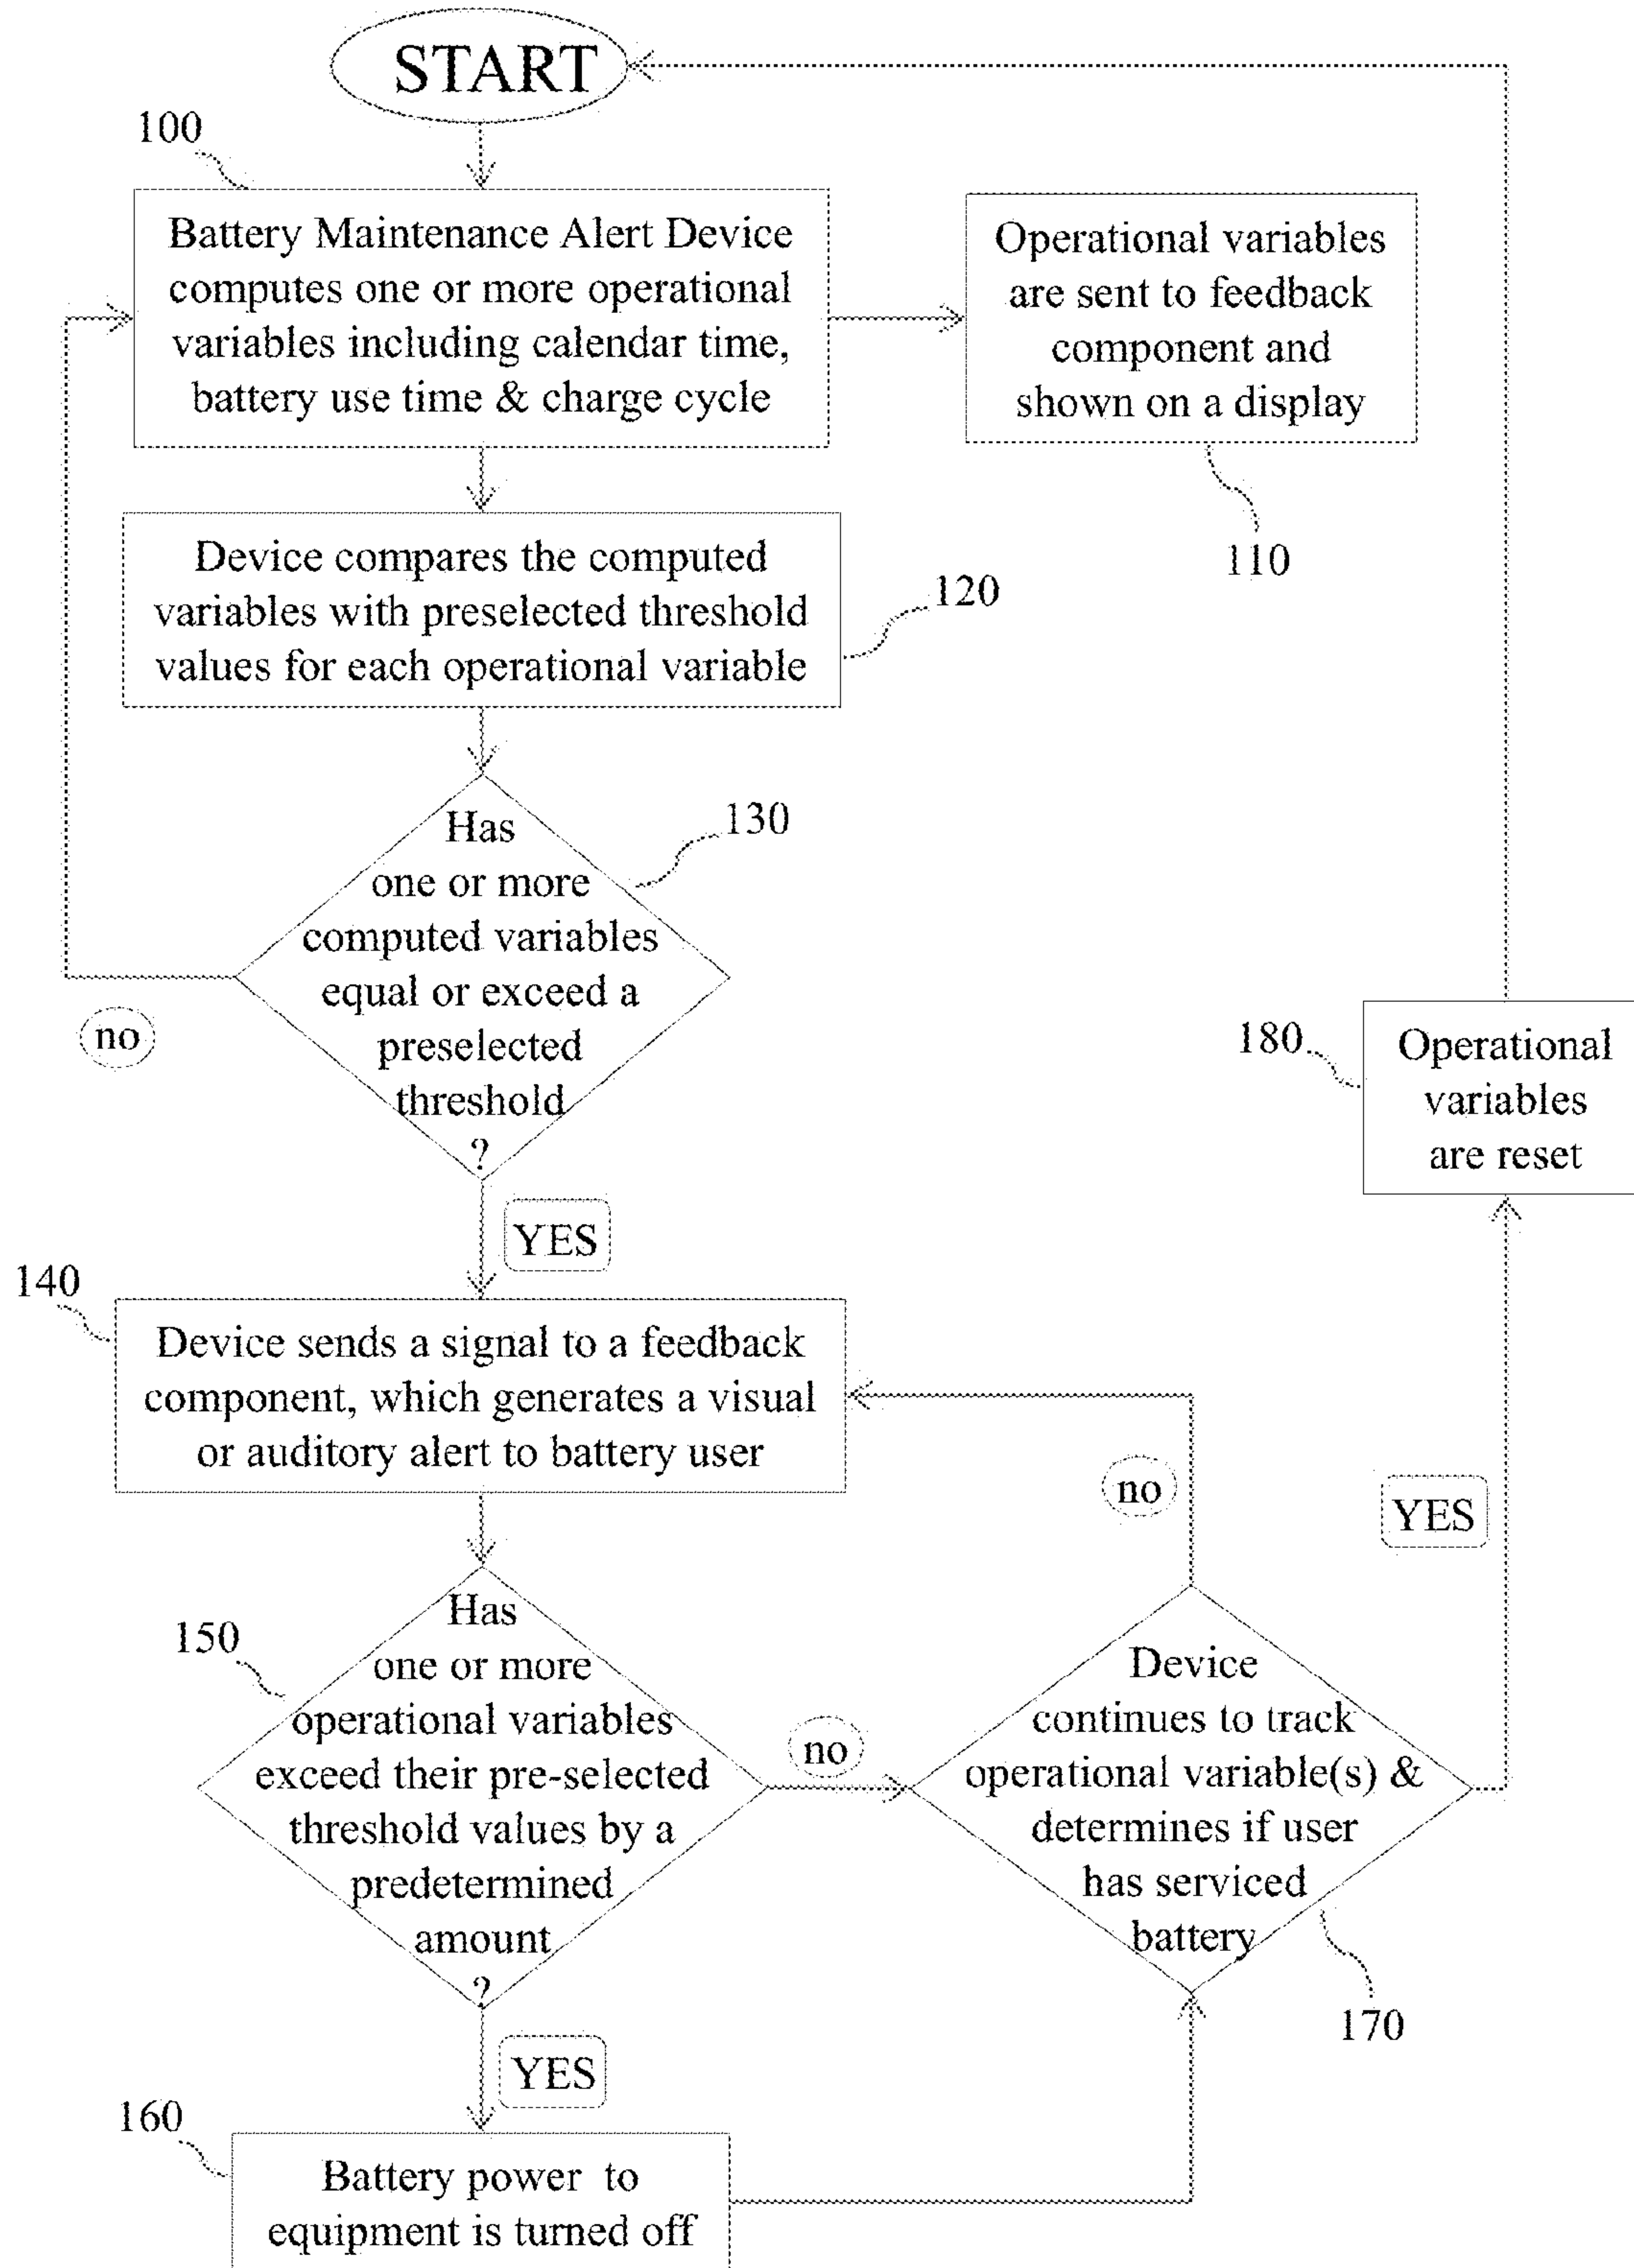 START
100
Battery Maintenance Alert Device
computes one or more operational
variables including calendar time,
battery use time & charge cycle
Operational variables
are sent to feedback
component and
shown on a display
110
Device compares the computed
variables with preselected threshold
values for each operational variable
120
Has
one or more
computed variables
equal or exceed a
preselected
threshold
?
130
no
YES
180
Operational
variables
are reset
140
Device sends a signal to a feedback
component, which generates a visual
or auditory alert to battery user
no
YES
150
Has
one or more
operational variables
exceed their pre-selected
threshold values by a
predetermined
amount
?
no
Device
continues to track
operational variable(s) &
determines if user
has serviced
battery
170
YES
160
Battery power to
equipment is turned off